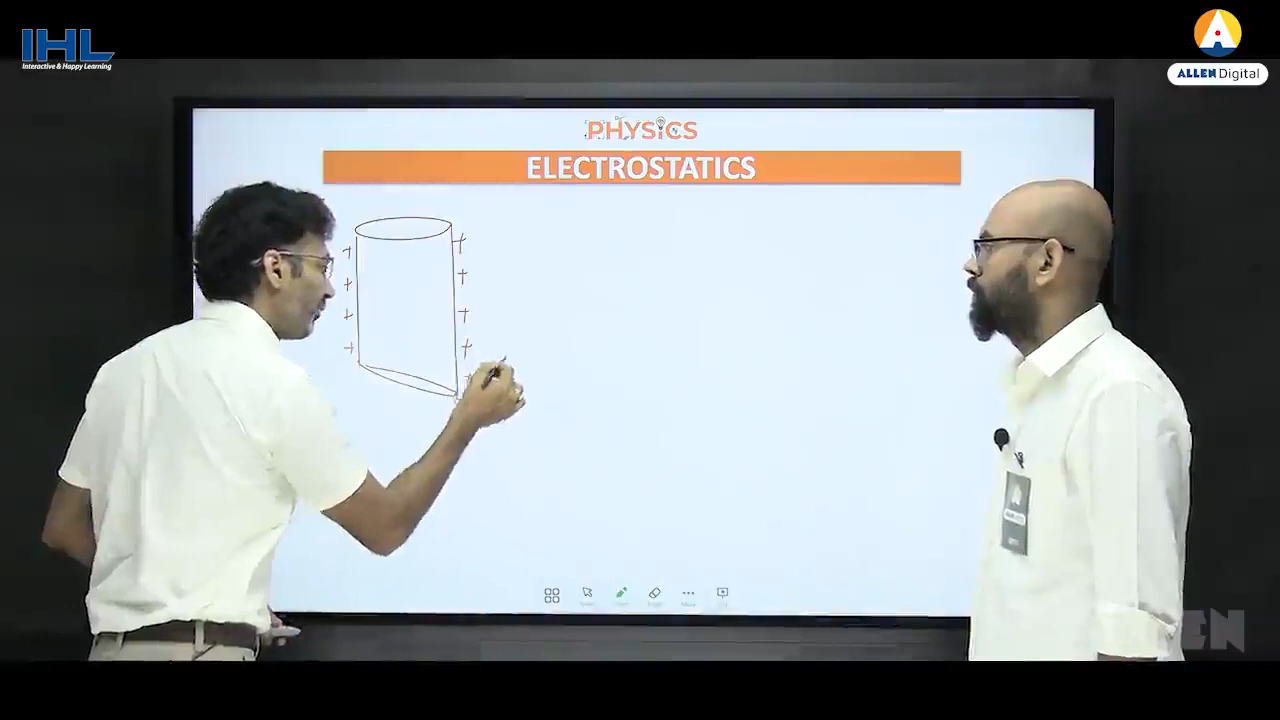 IHL
Interactive & Happy Learning
ALLEN Digital
PHYSICS
ELECTROSTATICS
+ +
+ +
+ +
+ +